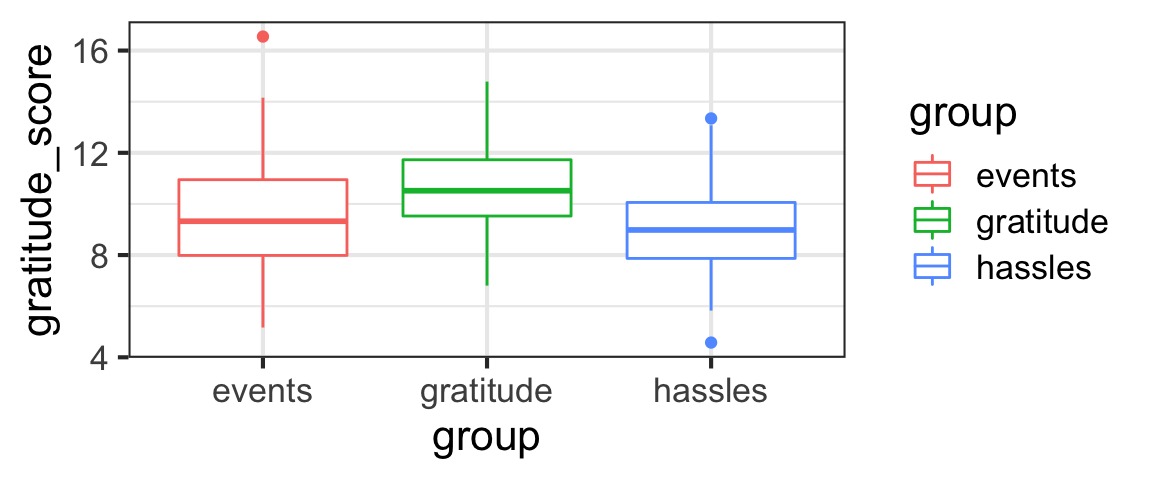 gratitude_score
16
12
8
4
events gratitude hassles
group
group
events
gratitude
hassles